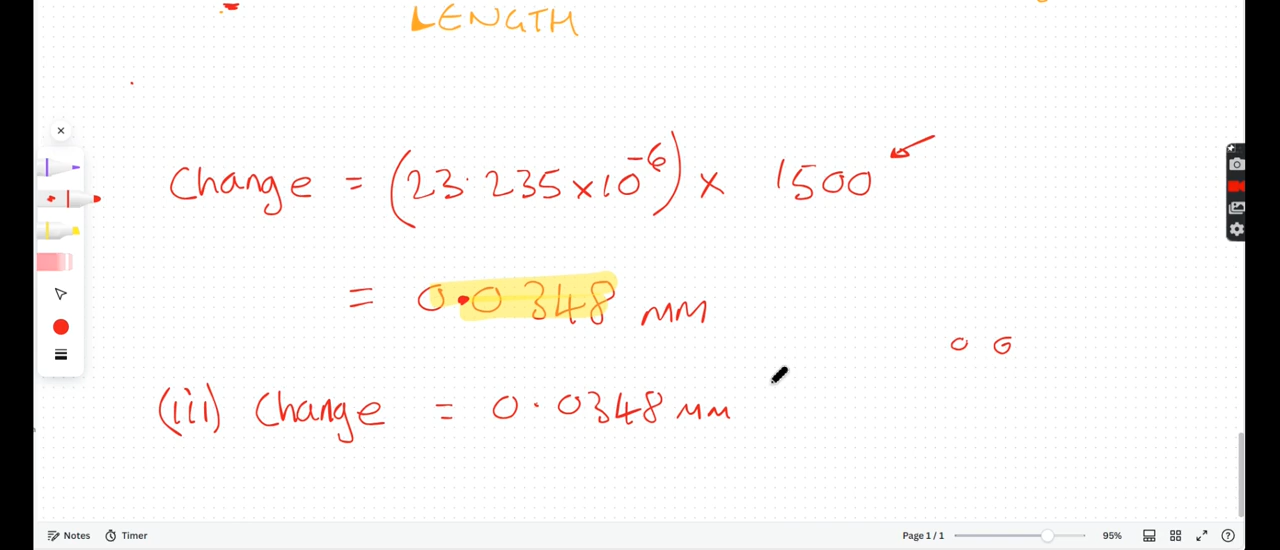 LENGTH
Change = (23.235×10⁻⁶) × 1500
= 0.0348 mm
o o
(iii) Change = 0.0348 mm
Notes Timer Page 1 / 1 95%